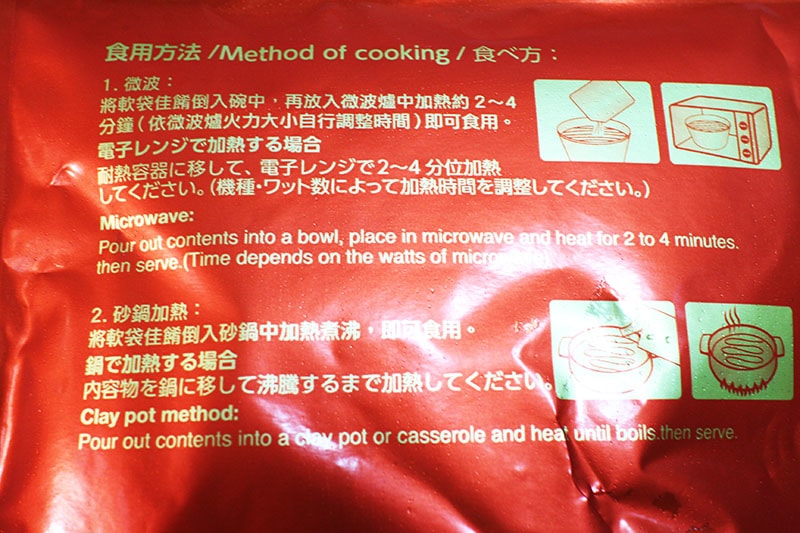 食用方法 /Method of cooking / 食べ方：
1. 微波：
將軟袋佳餚倒入碗中，再放入微波爐中加熱約 2～4
分鐘（依微波爐火力大小自行調整時間）即可食用。
電子レンジで加熱する場合
耐熱容器に移して、電子レンジで2～4 分位加熱
してください。（機種・ワット数によって加熱時間を調整してください。）
Microwave:
Pour out contents into a bowl, place in microwave and heat for 2 to 4 minutes.
then serve.(Time depends on the watts of
2. 砂鍋加熱：
將軟袋佳餚倒入砂鍋中加熱煮沸，即可食用。
鍋で加熱する場合
内容物を鍋に移して沸騰するまで加熱してください。
Clay pot method:
Pour out contents into a clay pot or casserole and heat until boils.then serve.